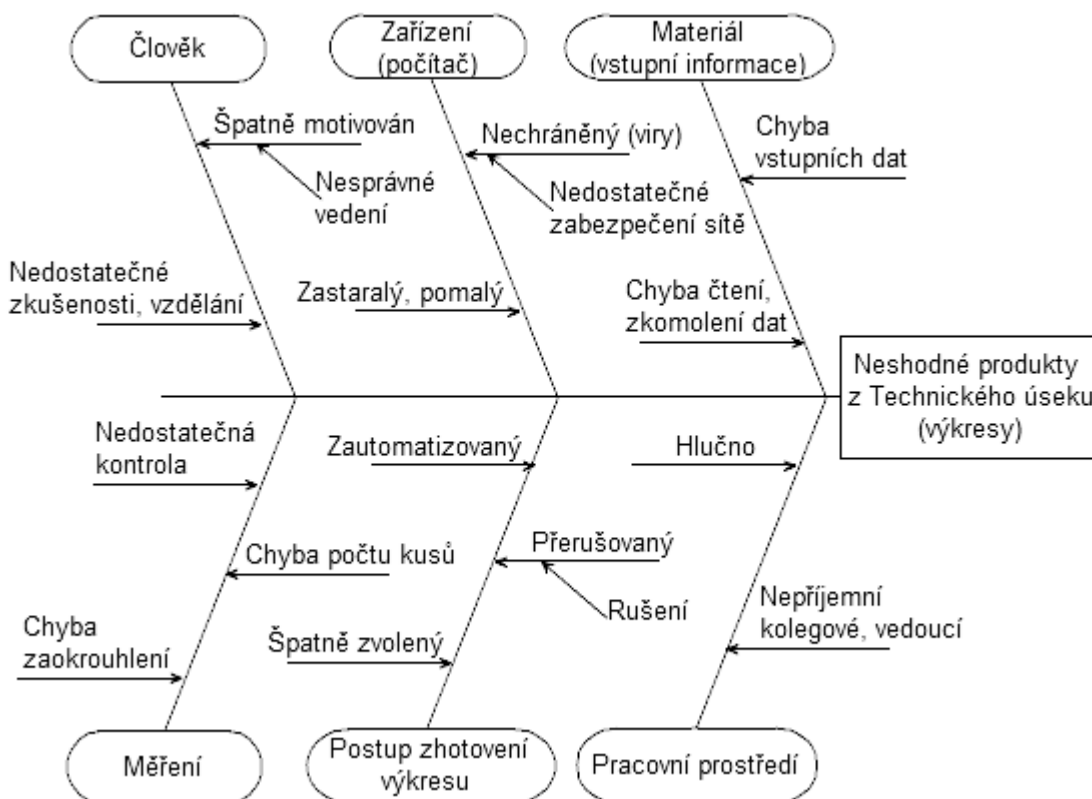 Člověk
Zařízení
(počítač)
Materiál
(vstupní informace)
Špatně motivován
Nesprávné
vedení
Nedostatečné
zkušenosti, vzdělání
Nechráněný (viry)
Nedostatečné
zabezpečení sítě
Zastaralý, pomalý
Chyba
vstupních dat
Chyba čtení,
zkomolení dat
Neshodné produkty
z Technického úseku
(výkresy)
Nedostatečná
kontrola
Chyba počtu kusů
Chyba
zaokrouhlení
Zautomatizovaný
Přerušovaný
Rušení
Špatně zvolený
Hlučno
Nepříjemní
kolegové, vedoucí
Měření
Postup zhotovení
výkresu
Pracovní prostředí